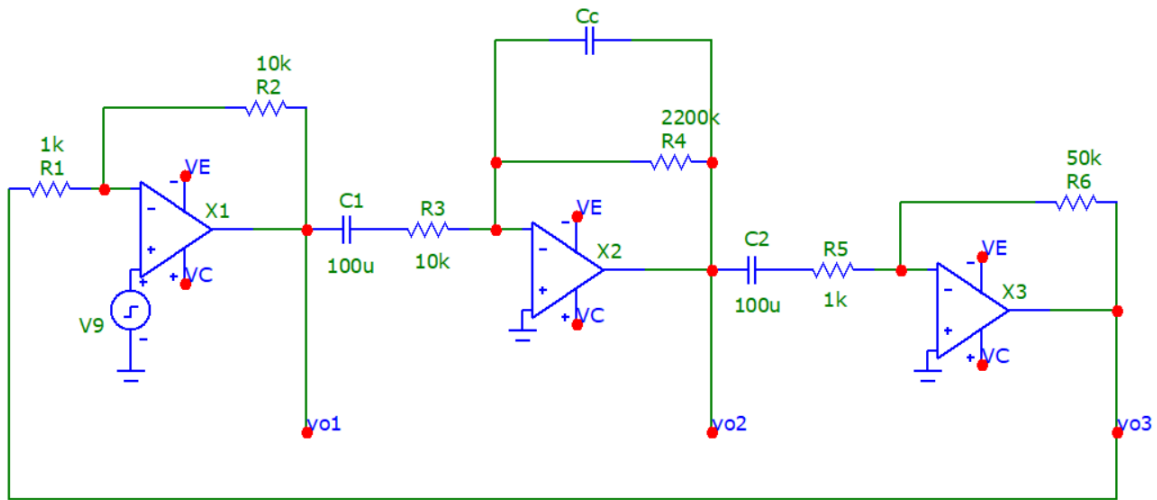 Cc
10k
R2
2200k
R4
1k
R1
50k
R6
VE
X1
C1
R3
VE
X2
C2
R5
VE
X3
VC
100u
10k
VC
100u
1k
VC
V9
vo1
vo2
vo3